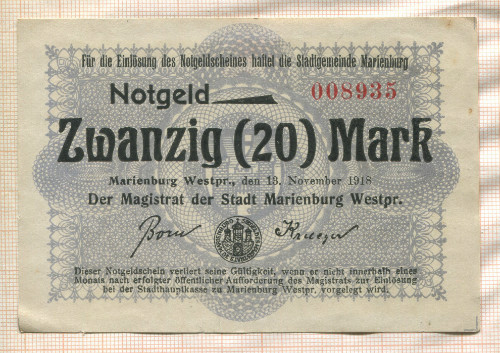 Für die Einlösung des Notgeldscheines haftet die Stadtgemeinde Marienburg
Notgeld
008935
Zwanzig (20) Mark
Marienburg Westpr., den 13. November 1918
Der Magistrat der Stadt Marienburg Westpr.
Born Krueger
Dieser Notgeldschein verliert seine Gültigkeit, wenn er nicht innerhalb eines
Monats nach erfolgter öffentlicher Aufforderung des Magistrats zur Einlösung
bei der Stadthauptkasse zu Marienburg Westpr. vorgelegt wird.